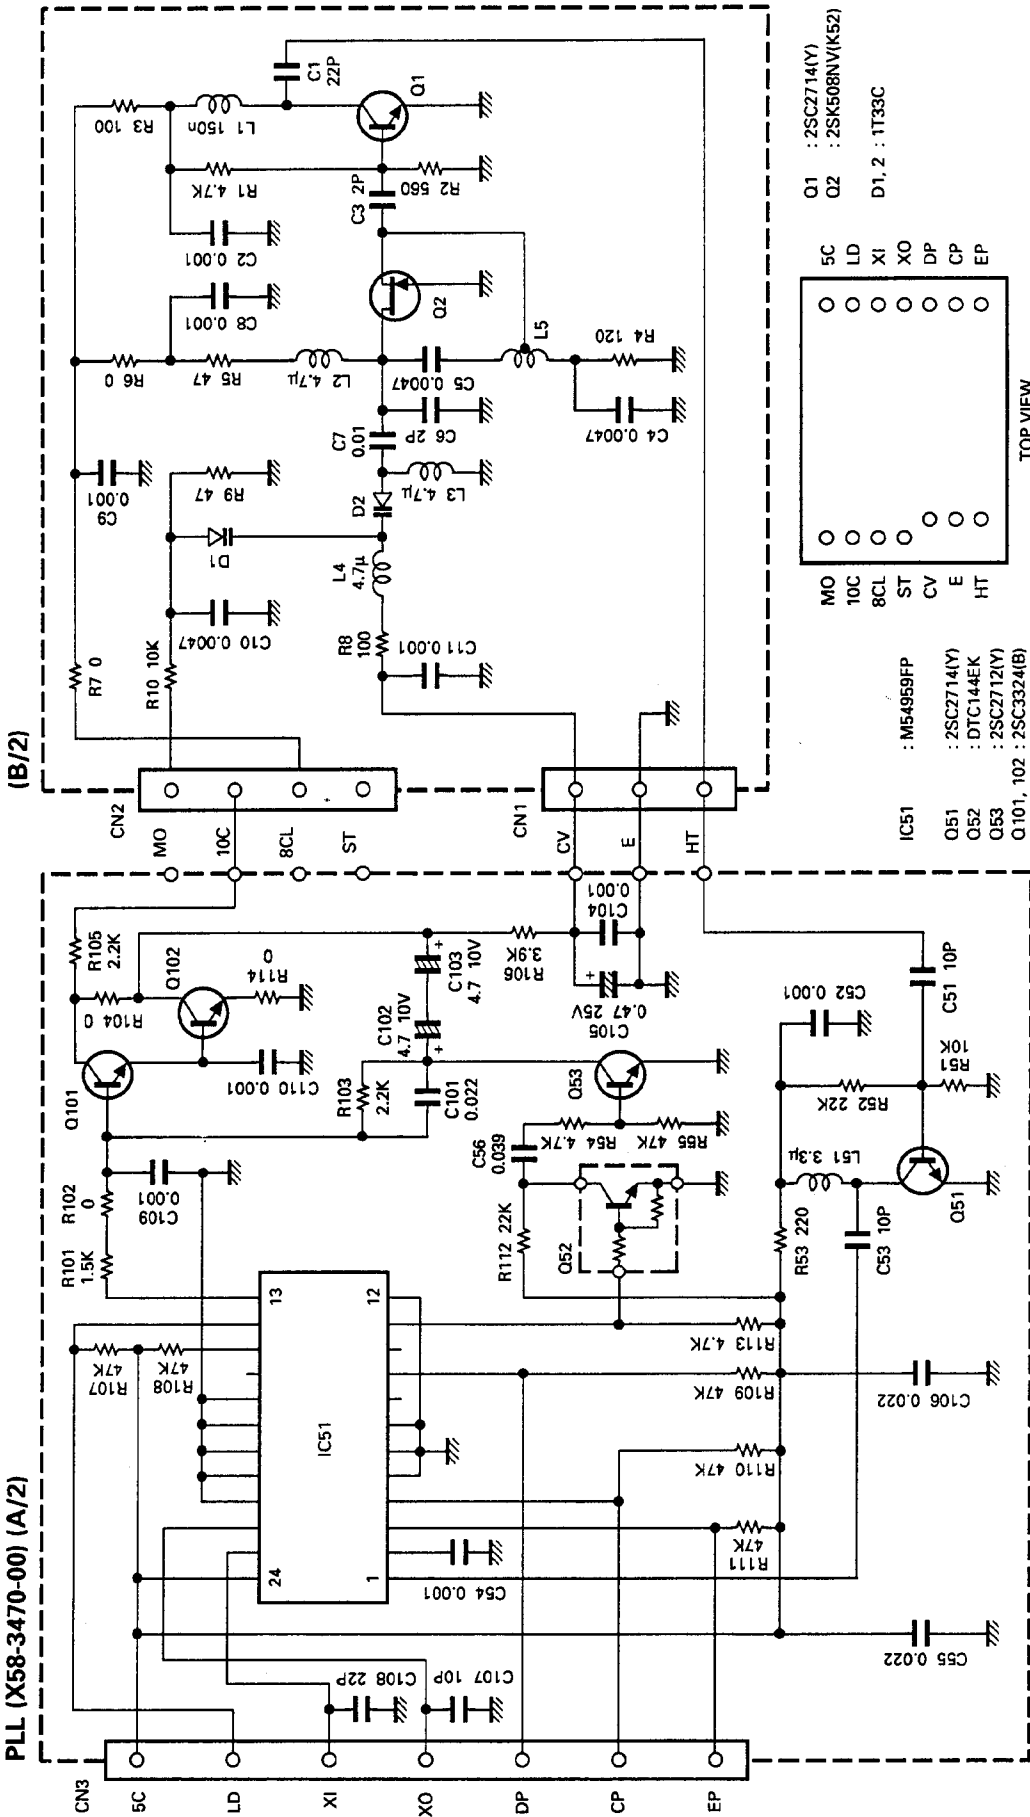 PLL (X58-3470-00) (A/2)
(B/2)
CN3
5C
LD
XI
XO
DP
CP
EP
R107
47K
R108
47K
R101
1.5K
R102
0
C109
0.001
IC51
13
12
24
1
C54 0.001
C108 22P
C107 10P
R111
47K
R110 47K
R109 47K
R113 4.7K
C55 0.022
C106 0.022
R53 220
C53 10P
L51 3.3μ
Q51
R52 22K
R51
10K
C52 0.001
C51 10P
Q52
R112 22K
C56
0.039
R54 4.7K
R55 47K
Q53
Q101
Q102
R104 0
R105
2.2K
R114
0
C110 0.001
R103
2.2K
C101
0.022
C102
4.7 10V
+
C103
4.7 10V
+
R106
3.9K
C105
0.47 25V
+
C104
0.001
CN2
MO
10C
8CL
ST
CN1
CV
E
HT
R7 0
R10 10K
C10 0.0047
D1
R9 47
C9
0.001
R8
100
C11 0.001
L4
4.7μ
D2
L3 4.7μ
C7
0.01
C6 2P
R6 0
R5 47
L2 4.7μ
C5 0.0047
L5
C4 0.0047
R4 120
C8 0.001
C2 0.001
Q2
C3 2P
R1 4.7K
R2 560
R3 100
L1 150n
C1
22P
Q1
IC51 : M54959FP
Q51 : 2SC2714(Y)
Q52 : DTC144EK
Q53 : 2SC2712(Y)
Q101, 102 : 2SC3324(B)
MO
10C
8CL
ST
CV
E
HT
5C
LD
XI
XO
DP
CP
EP
TOP VIEW
Q1 : 2SC2714(Y)
Q2 : 2SK508NV(K52)
D1, 2 : 1T33C